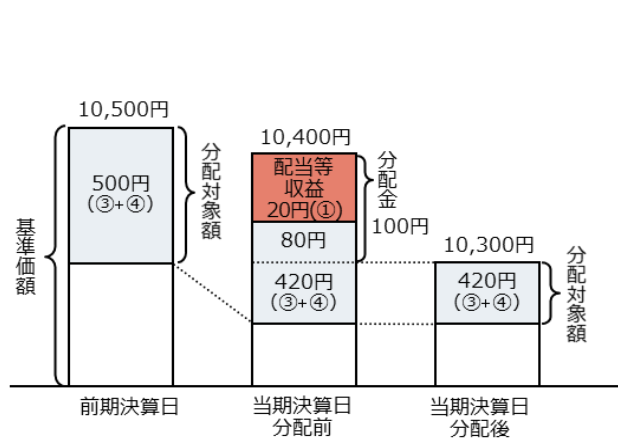 10,500円
500円
(③+④)
分配対象額
基準価額
10,400円
配当等
収益
20円(①)
80円
420円
(③+④)
分配金
100円
10,300円
420円
(③+④)
分配対象額
前期決算日
当期決算日
分配前
当期決算日
分配後